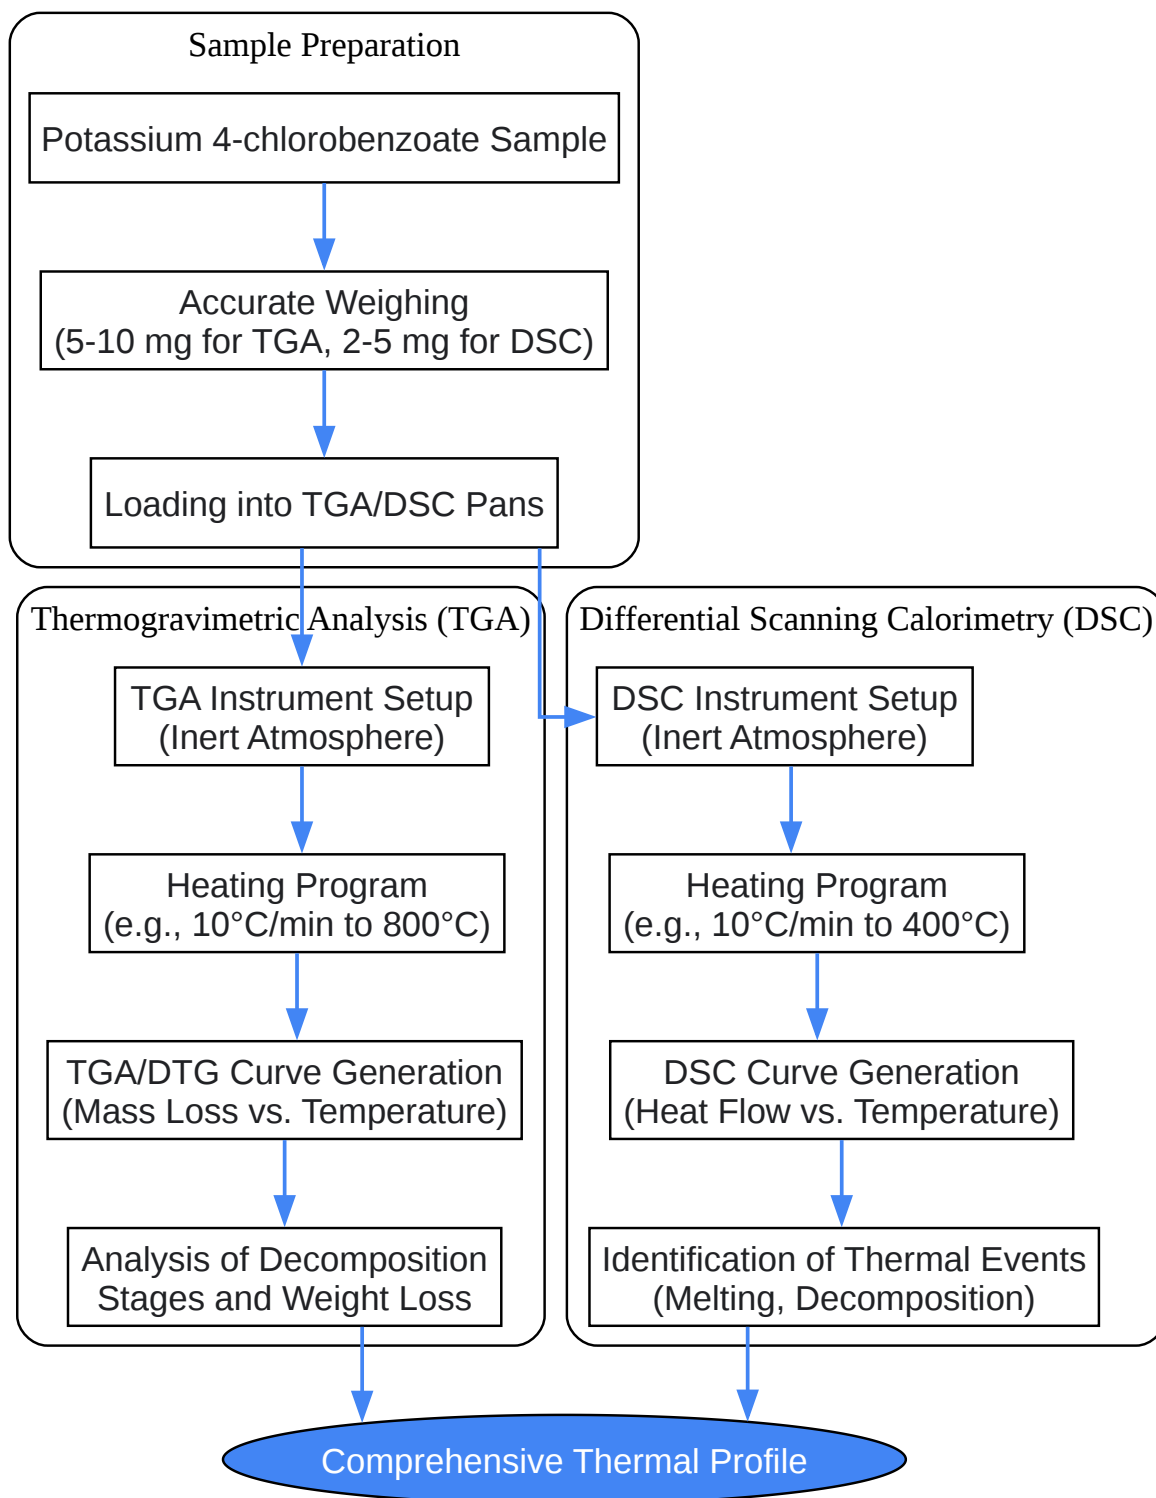 Sample Preparation
Potassium 4-chlorobenzoate Sample
Accurate Weighing
(5-10 mg for TGA, 2-5 mg for DSC)
Loading into TGA/DSC Pans
Thermogravimetric Analysis (TGA)
TGA Instrument Setup
(Inert Atmosphere)
Heating Program
(e.g., 10°C/min to 800°C)
TGA/DTG Curve Generation
(Mass Loss vs. Temperature)
Analysis of Decomposition
Stages and Weight Loss
Differential Scanning Calorimetry (DSC)
DSC Instrument Setup
(Inert Atmosphere)
Heating Program
(e.g., 10°C/min to 400°C)
DSC Curve Generation
(Heat Flow vs. Temperature)
Identification of Thermal Events
(Melting, Decomposition)
Comprehensive Thermal Profile